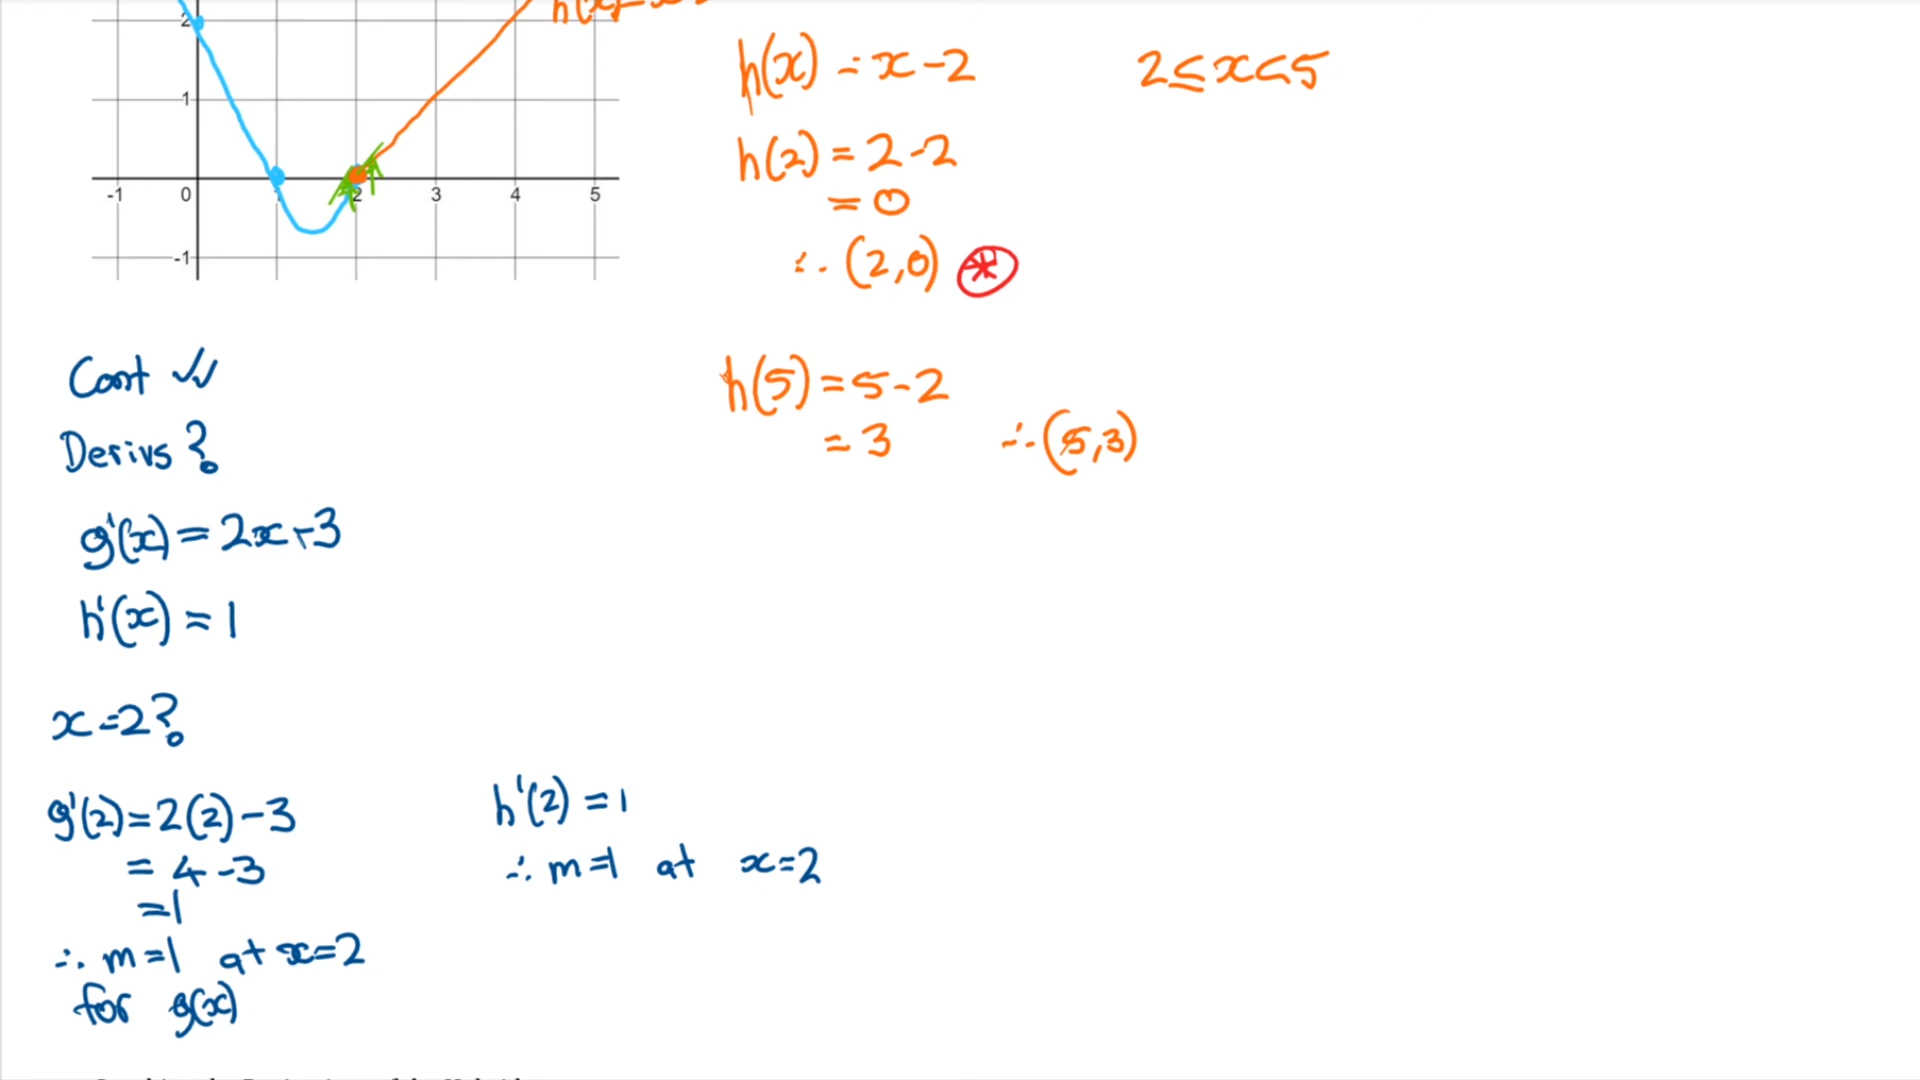 2
h(x) = x - 2 2 ≤ x < 5
1
h(2) = 2 - 2
= 0
-1 0 1 2 3 4 5
-1
∴ (2,0) *
Cont ✓✓
h(5) = 5 - 2
= 3 ∴ (5,3)
Derivs ?
g'(x) = 2x - 3
h'(x) = 1
x = 2 ?
g'(2) = 2(2) - 3
= 4 - 3
= 1
∴ m = 1 at x = 2
for g(x)
h'(2) = 1
∴ m = 1 at x = 2